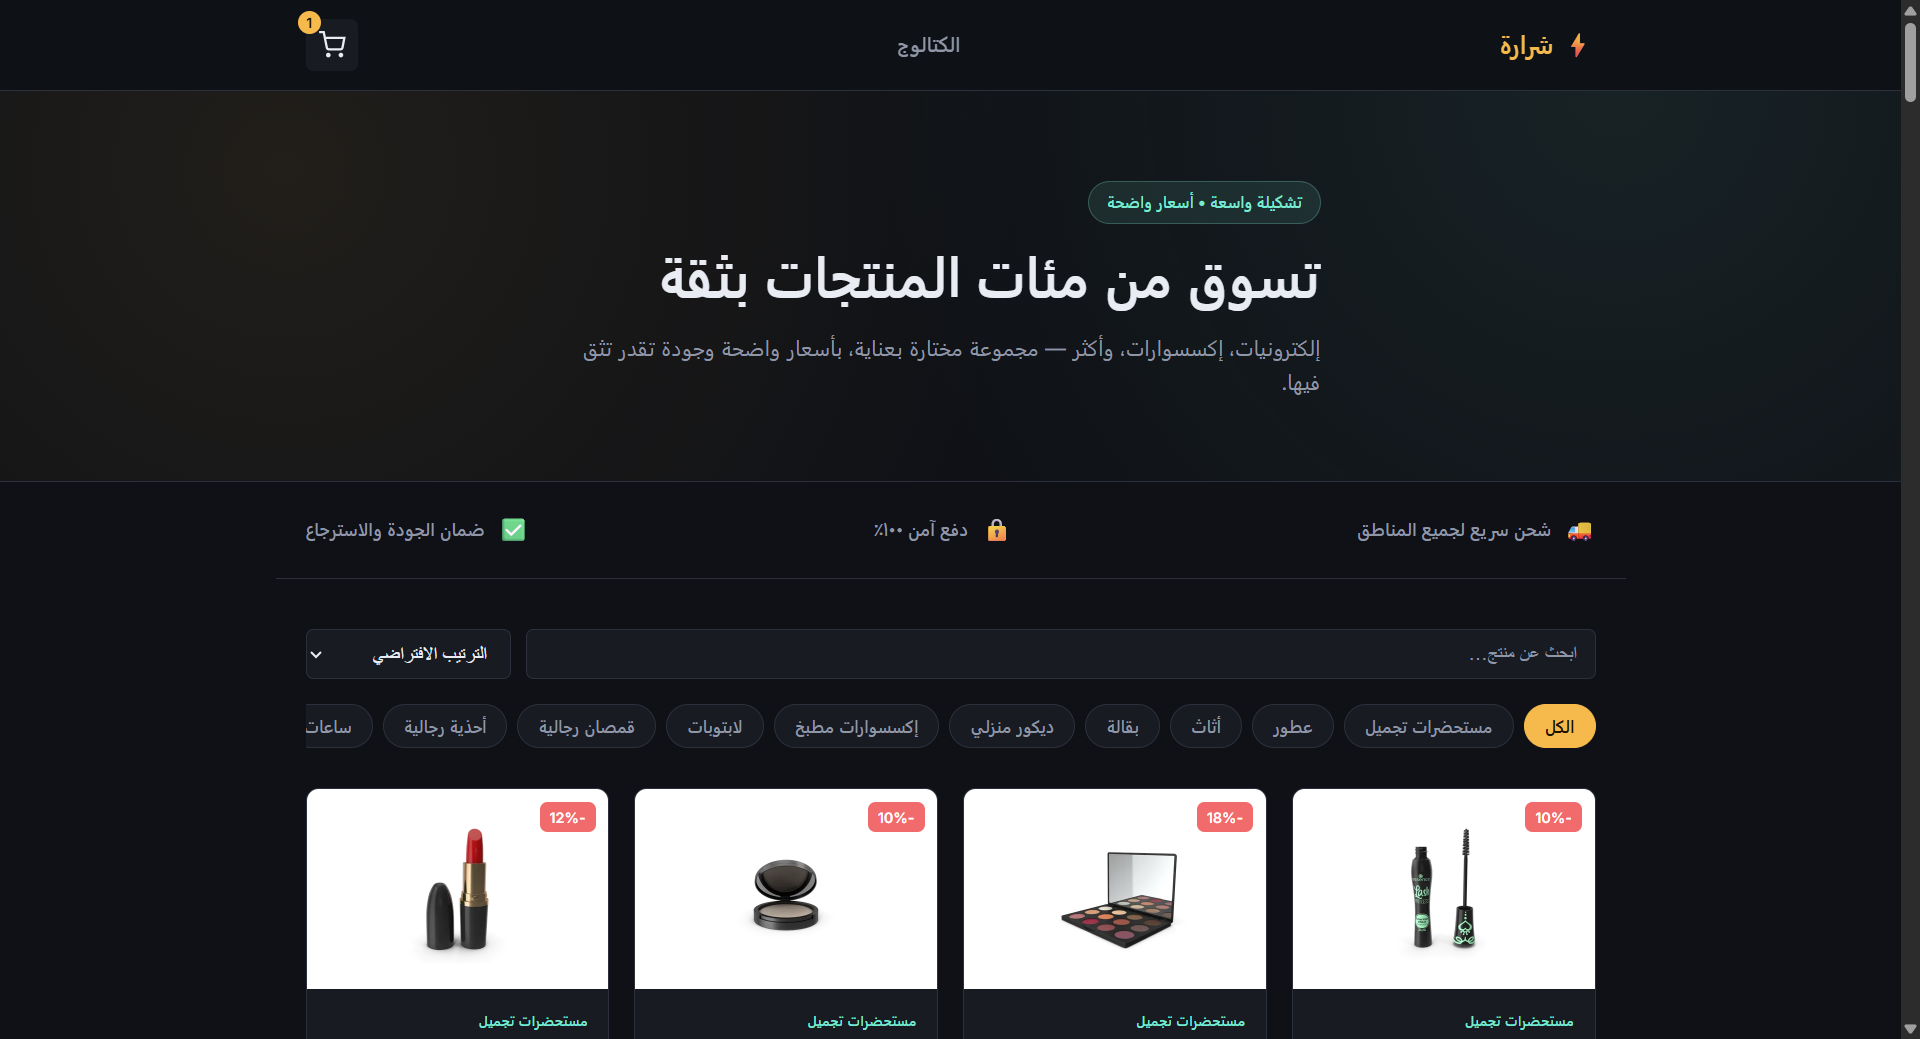 شرارة
الكتالوج
1
تشكيلة واسعة • أسعار واضحة
تسوق من مئات المنتجات بثقة
إلكترونيات، إكسسوارات، وأكثر — مجموعة مختارة بعناية، بأسعار واضحة وجودة تقدر تثق
فيها.
شحن سريع لجميع المناطق
دفع آمن ١٠٠٪
ضمان الجودة والاسترجاع
ابحث عن منتج...
الترتيب الافتراضي
الكل
مستحضرات تجميل
عطور
أثاث
بقالة
ديكور منزلي
إكسسوارات مطبخ
لابتوبات
قمصان رجالية
أحذية رجالية
ساعات
-10%
-18%
-10%
-12%
مستحضرات تجميل
مستحضرات تجميل
مستحضرات تجميل
مستحضرات تجميل